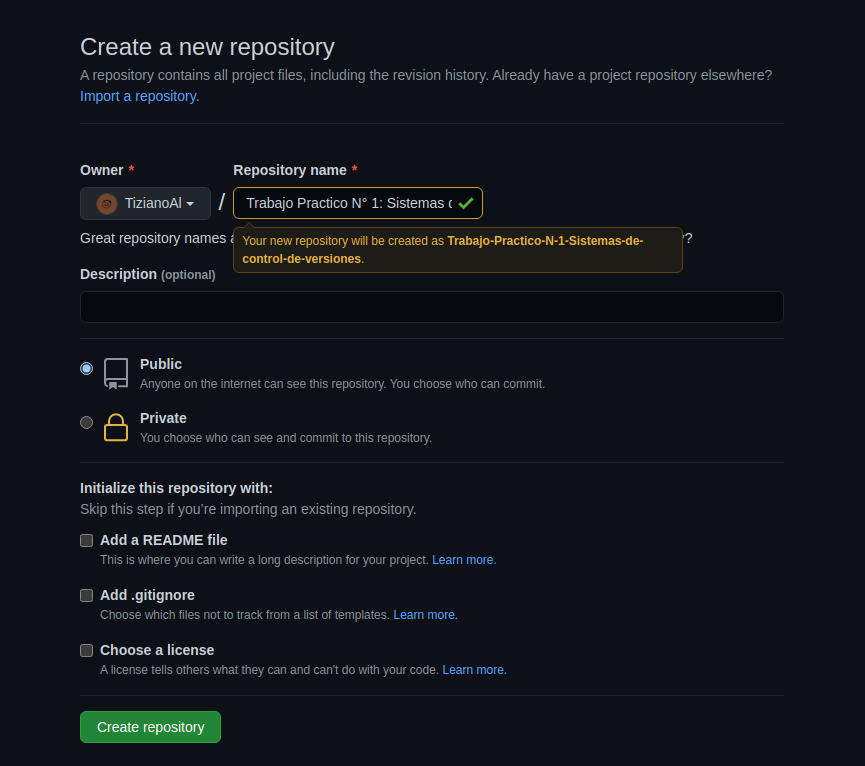 Create a new repository
A repository contains all project files, including the revision history. Already have a project repository elsewhere?
Import a repository.
Owner *
Repository name *
TizianoAl
/
Trabajo Practico N° 1: Sistemas
Great repository names
?
Your new repository will be created as Trabajo-Practico-N-1-Sistemas-de-
control-de-versiones.
Description (optional)
Public
Anyone on the internet can see this repository. You choose who can commit.
Private
You choose who can see and commit to this repository.
Initialize this repository with:
Skip this step if you’re importing an existing repository.
Add a README file
This is where you can write a long description for your project. Learn more.
Add .gitignore
Choose which files not to track from a list of templates. Learn more.
Choose a license
A license tells others what they can and can't do with your code. Learn more.
Create repository